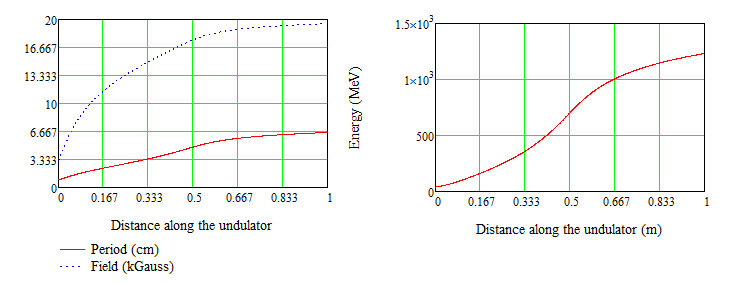 20
16.667
13.333
10
6.667
3.333
0
0 0.167 0.333 0.5 0.667 0.833 1
Distance along the undulator
Period (cm)
Field (kGauss)
Energy (MeV)
1.5×10³
1×10³
500
0
0 0.167 0.333 0.5 0.667 0.833 1
Distance along the undulator (m)